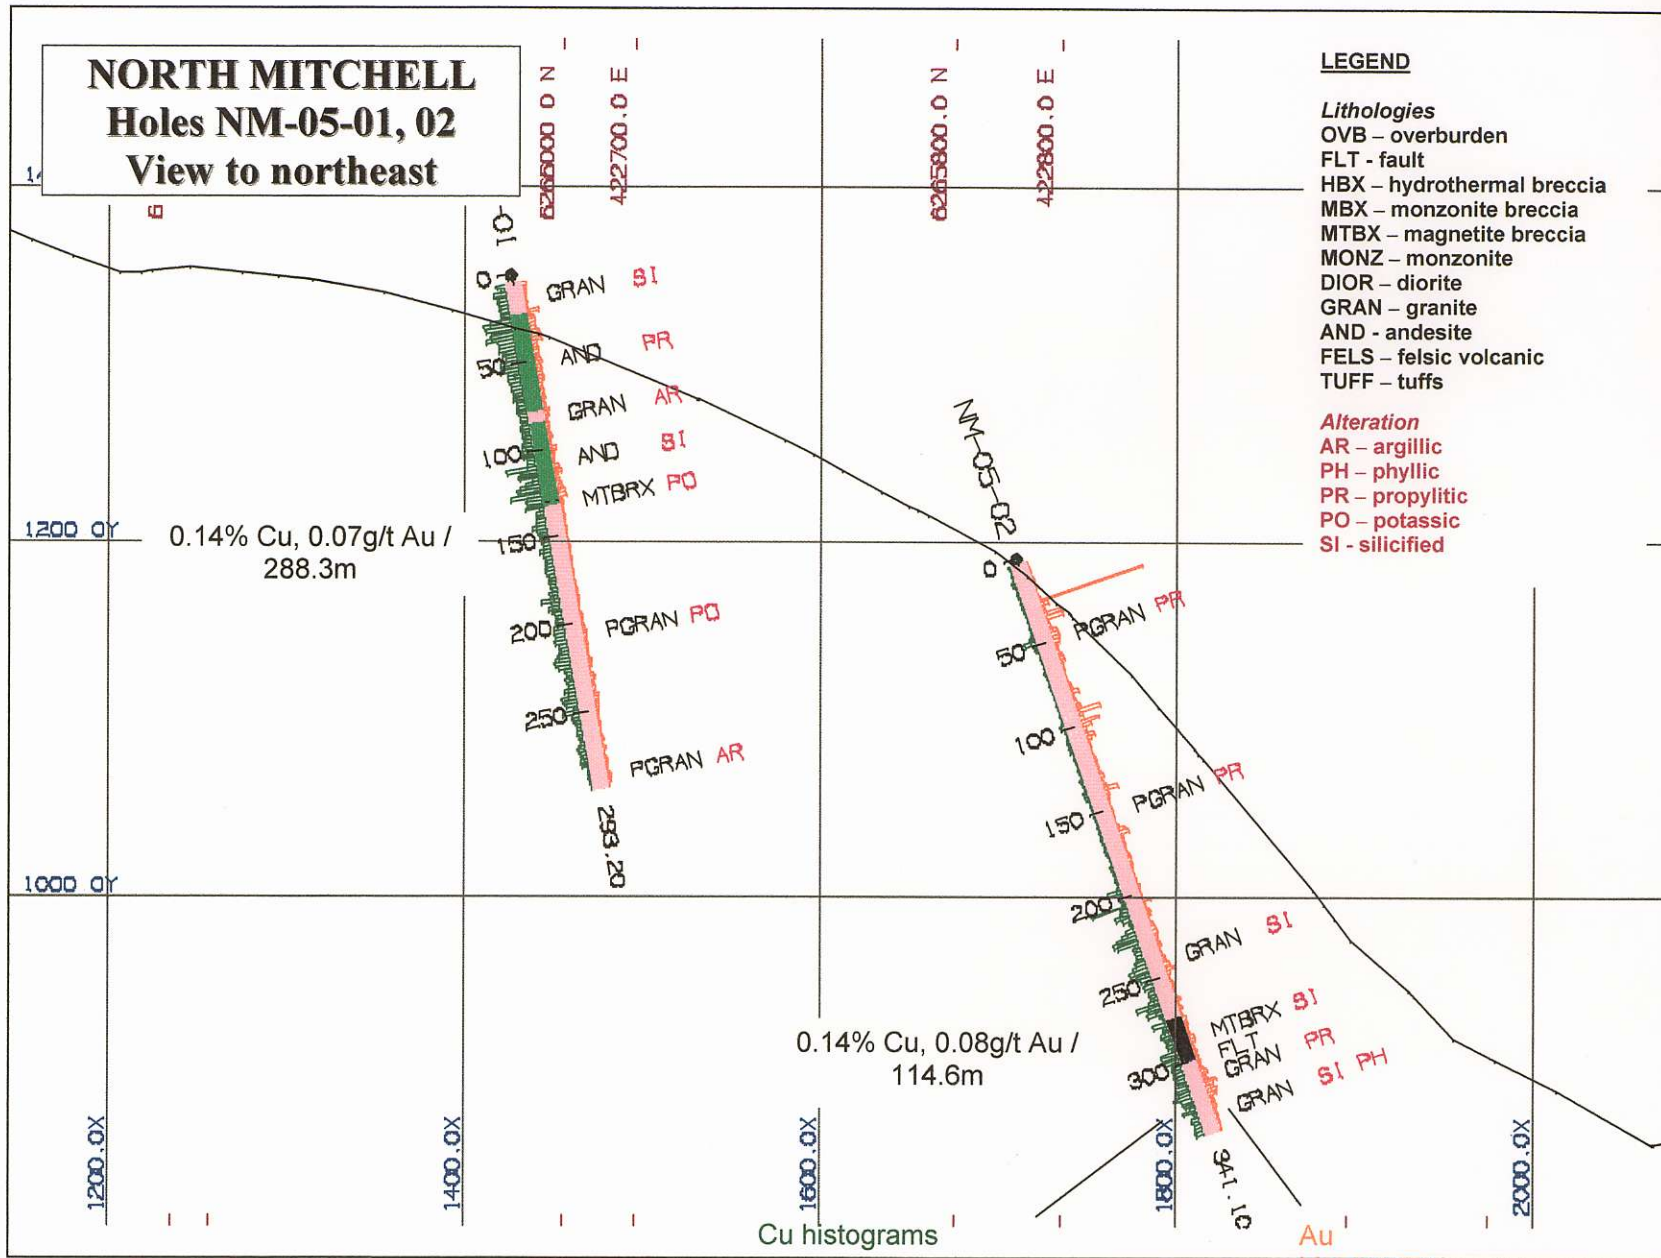 NORTH MITCHELL
Holes NM-05-01, 02
View to northeast
6266000 0 N
422700.0 E
6265800.0 N
422800.0 E
LEGEND
Lithologies
OVB – overburden
FLT - fault
HBX – hydrothermal breccia
MBX – monzonite breccia
MTBX – magnetite breccia
MONZ – monzonite
DIOR – diorite
GRAN – granite
AND - andesite
FELS – felsic volcanic
TUFF – tuffs
Alteration
AR – argillic
PH – phyllic
PR – propylitic
PO – potassic
SI - silicified
-01
0
GRAN SI
50
AND PR
GRAN AR
100
AND SI
MTBRX PO
150
200
PGRAN PO
250
PGRAN AR
293.20
0.14% Cu, 0.07g/t Au /
288.3m
1200 0Y
1000 0Y
NM-05-02
0
PGRAN PR
50
100
PGRAN PR
150
200
GRAN SI
250
MTBRX SI
FLT
GRAN PR
300
GRAN SI PH
341.10
0.14% Cu, 0.08g/t Au /
114.6m
1200.0X
1400.0X
1600.0X
1800.0X
2000.0X
Cu histograms
Au